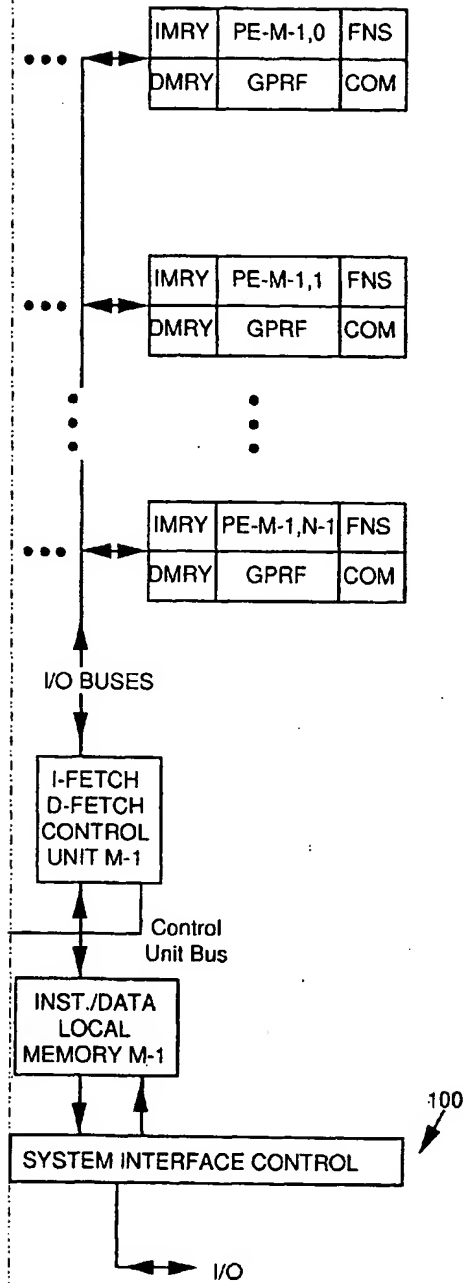 IMRY PE-M-1,0 FNS
DMRY GPRF COM
IMRY PE-M-1,1 FNS
DMRY GPRF COM
IMRY PE-M-1,N-1 FNS
DMRY GPRF COM
I/O BUSES
I-FETCH
D-FETCH
CONTROL
UNIT M-1
Control
Unit Bus
INST./DATA
LOCAL
MEMORY M-1
100
SYSTEM INTERFACE CONTROL
I/O